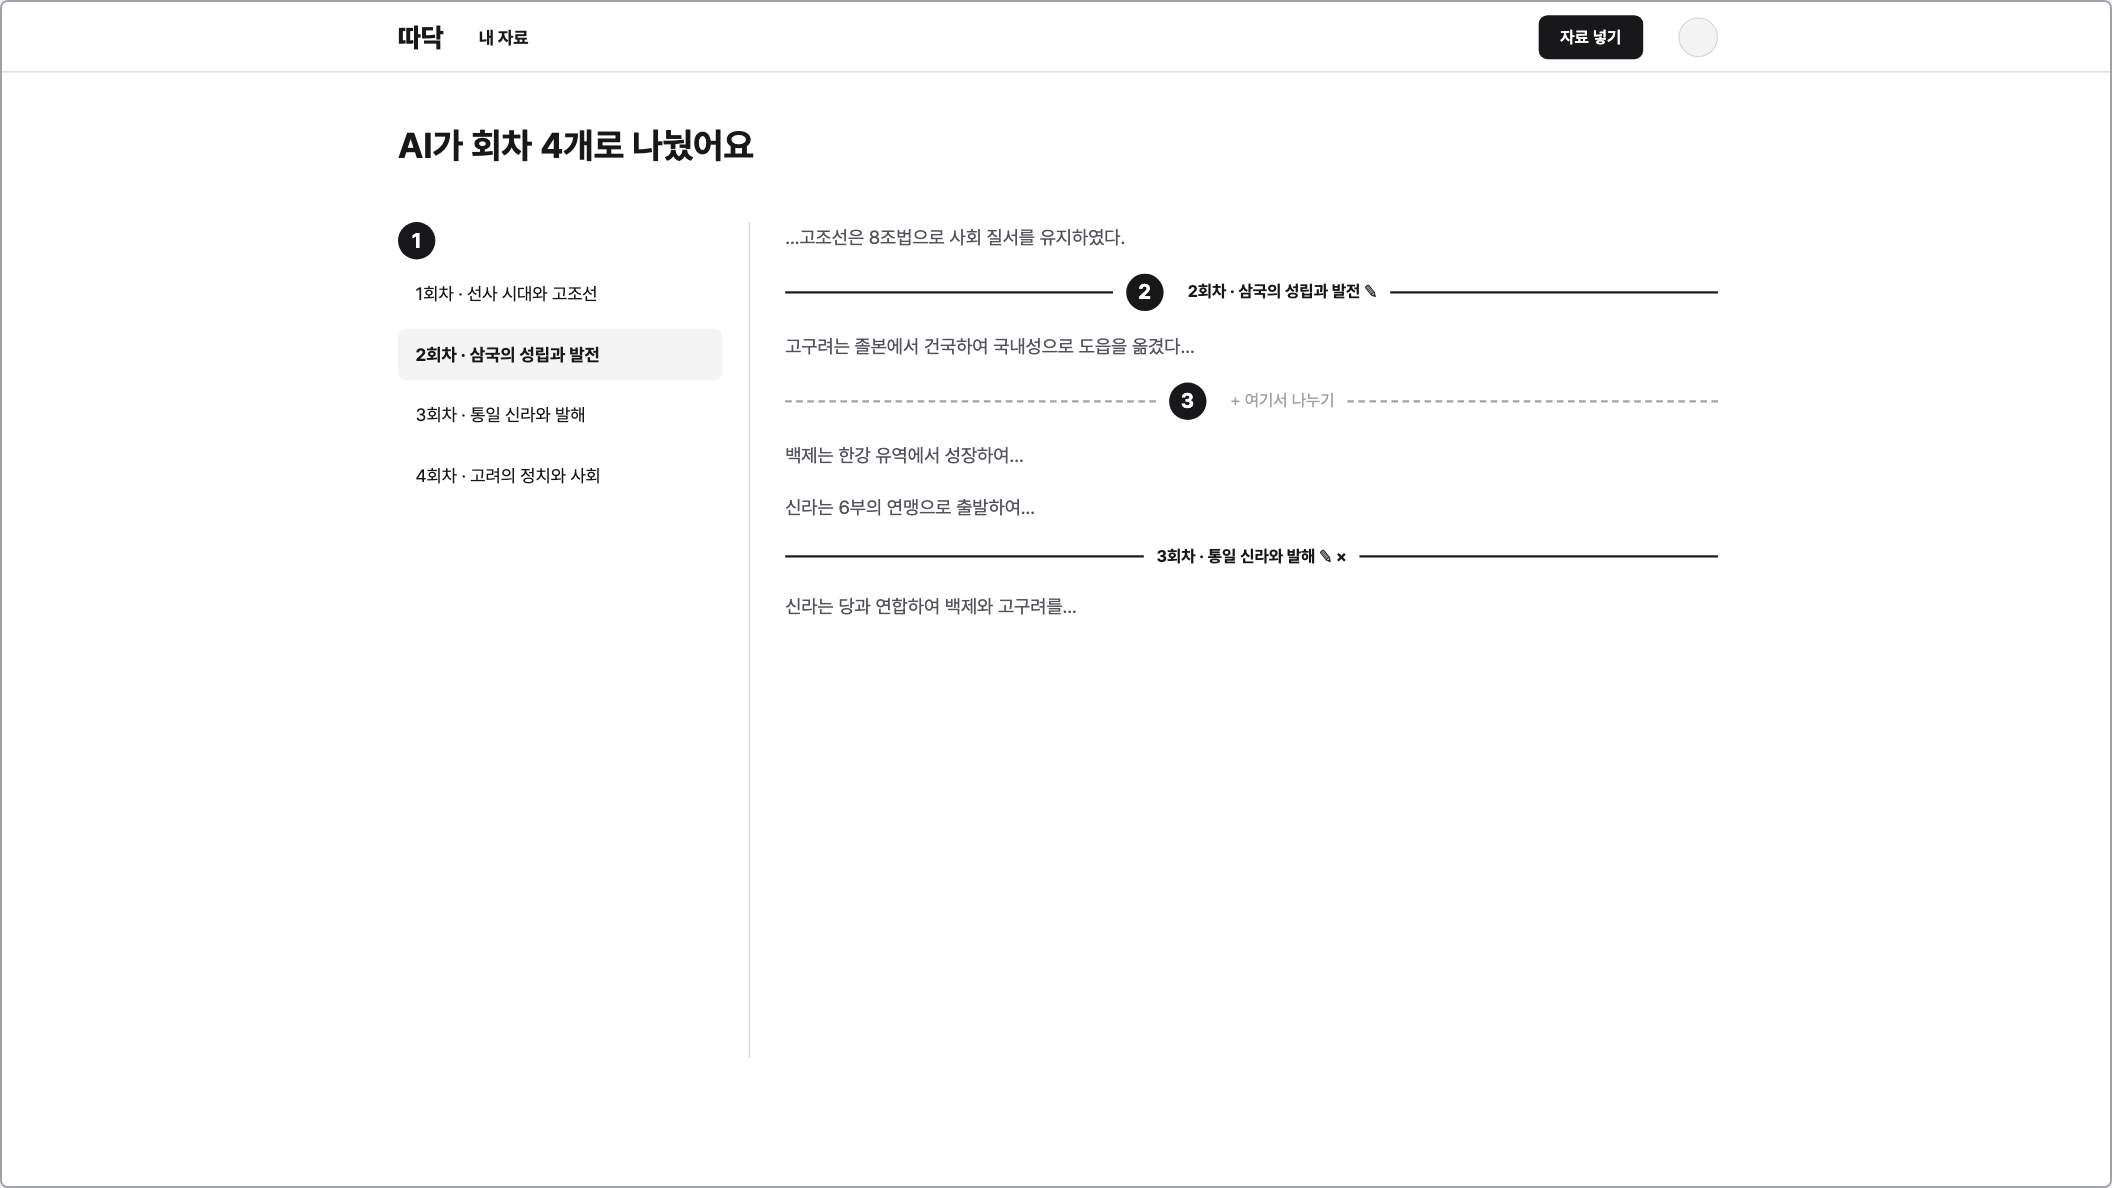 따닥 내 자료 자료 넣기
AI가 회차 4개로 나눴어요
1
1회차 · 선사 시대와 고조선
2회차 · 삼국의 성립과 발전
3회차 · 통일 신라와 발해
4회차 · 고려의 정치와 사회
...고조선은 8조법으로 사회 질서를 유지하였다.
2 2회차 · 삼국의 성립과 발전 ✎
고구려는 졸본에서 건국하여 국내성으로 도읍을 옮겼다...
3 + 여기서 나누기
백제는 한강 유역에서 성장하여...
신라는 6부의 연맹으로 출발하여...
3회차 · 통일 신라와 발해 ✎ ×
신라는 당과 연합하여 백제와 고구려를...